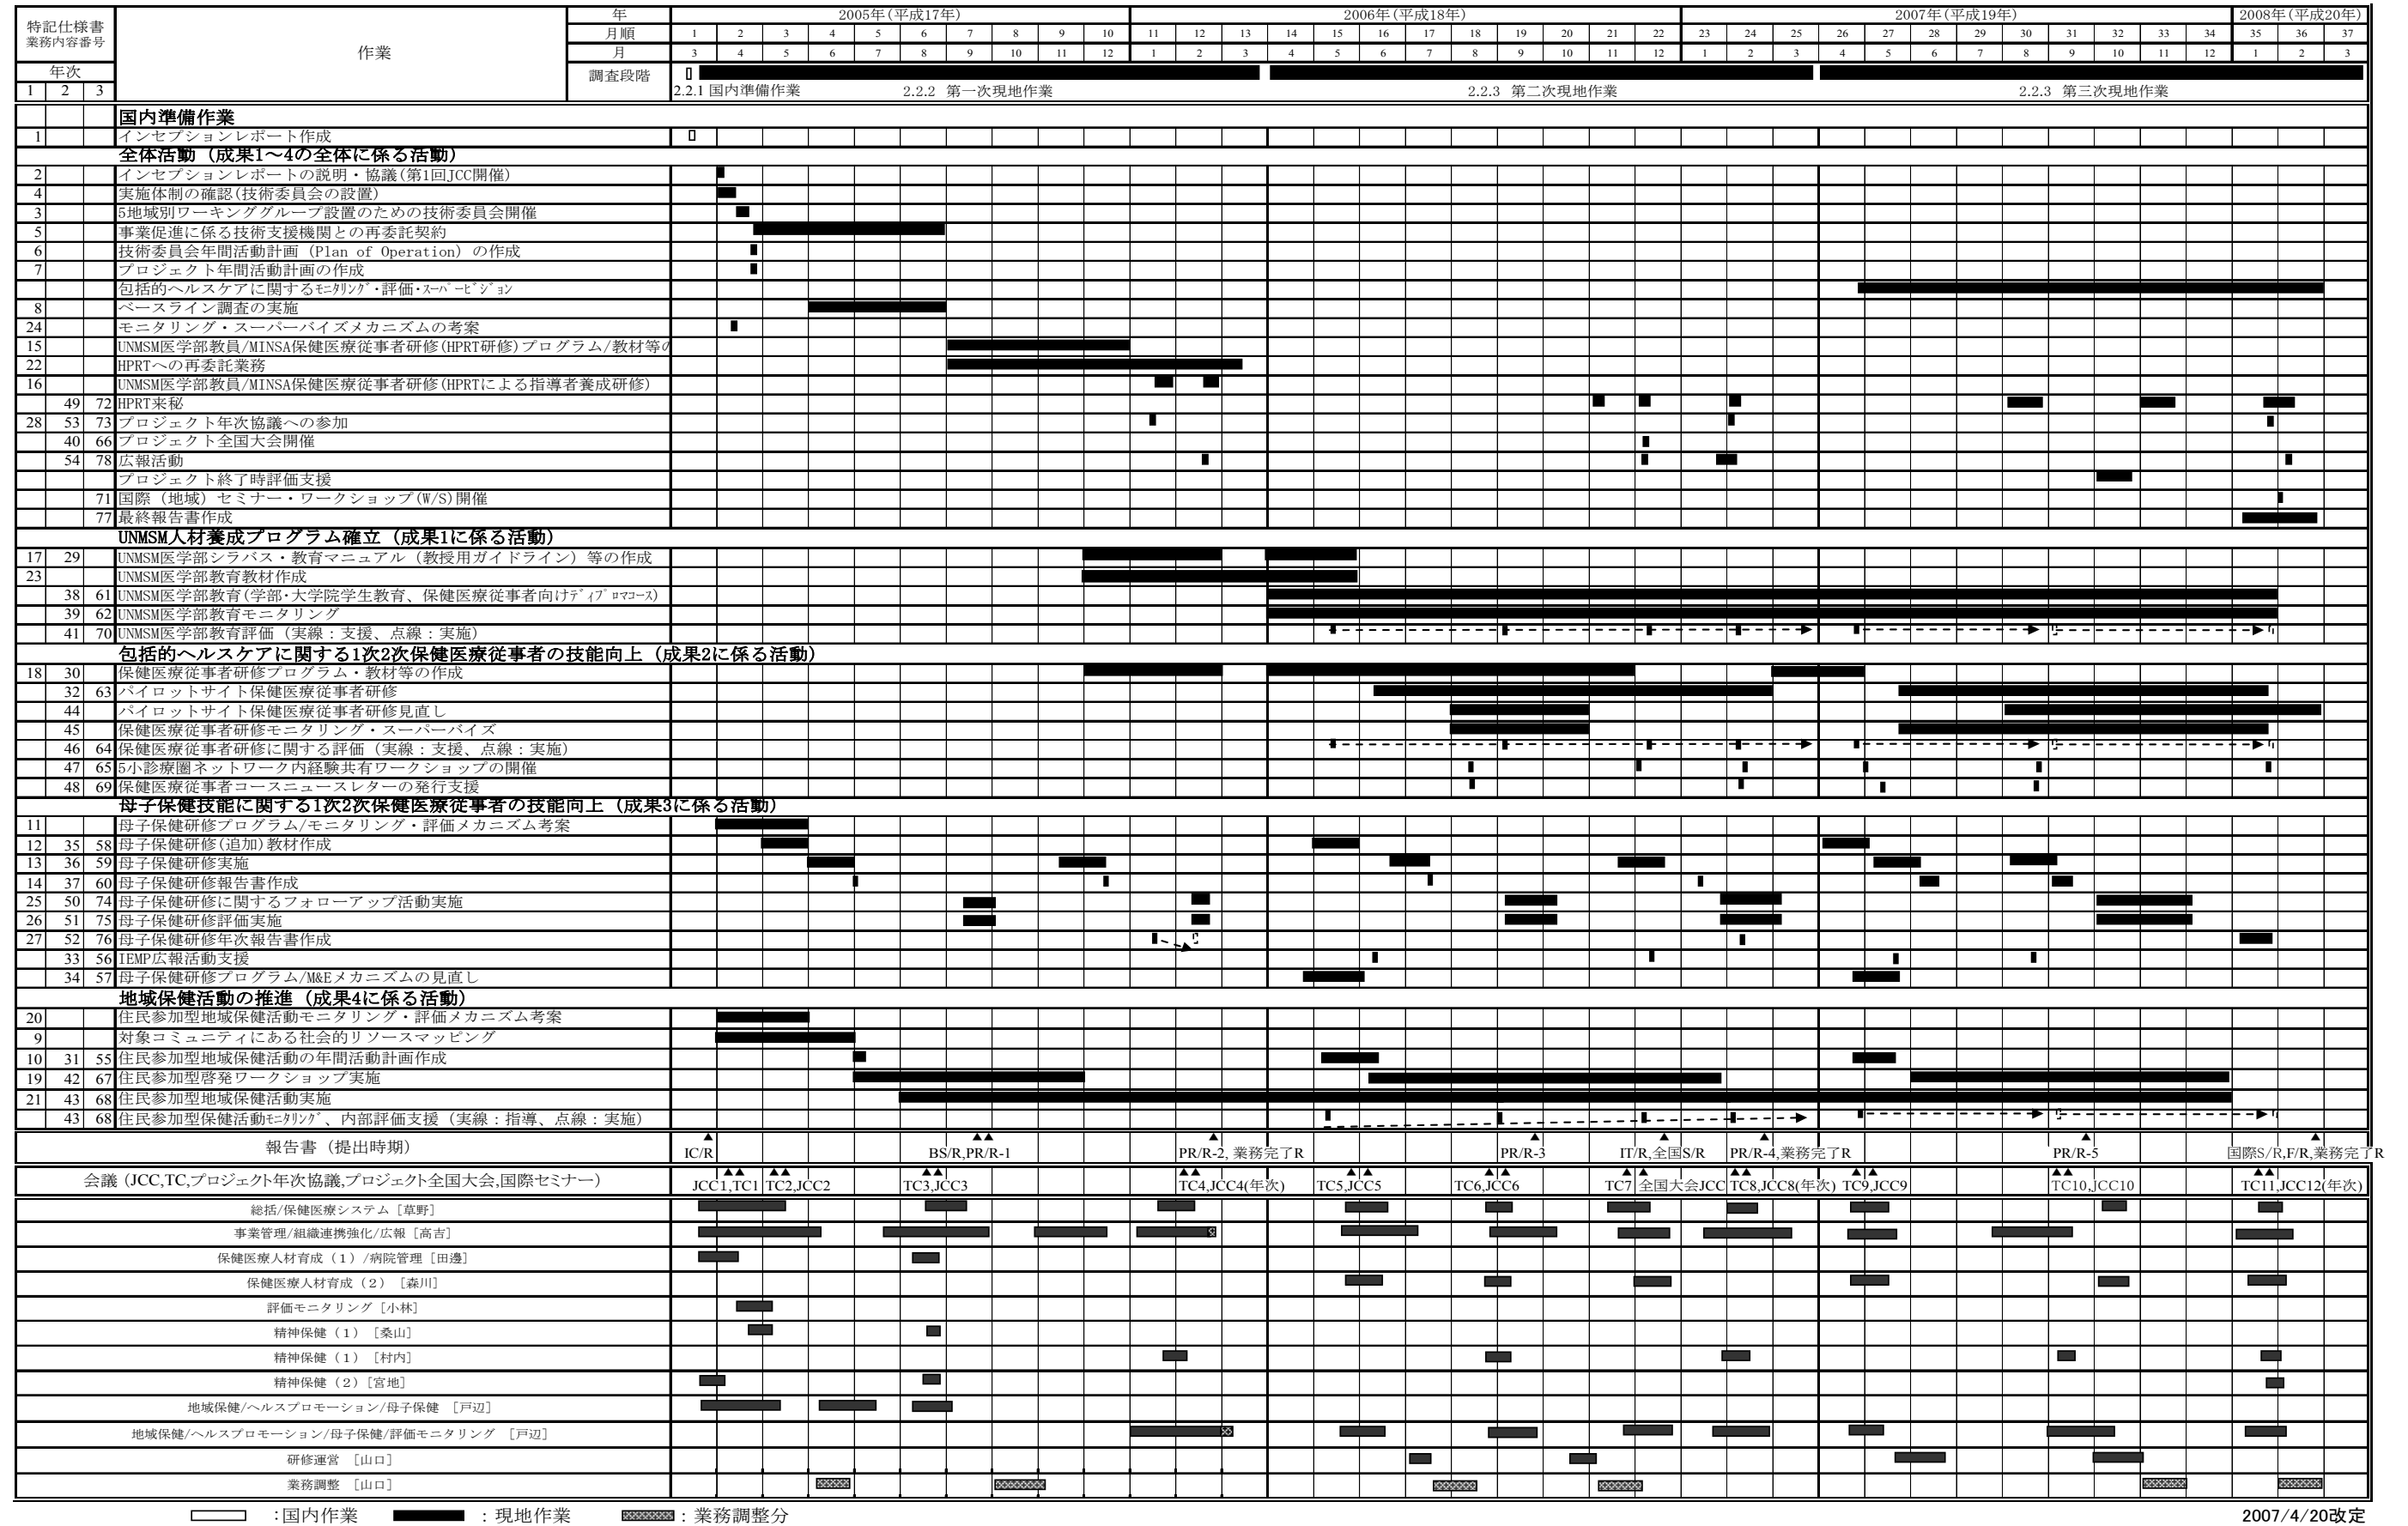 特記仕様書 業務内容番号 作業 年 2005年(平成17年) 2006年(平成18年) 2007年(平成19年) 2008年(平成20年)
月順 1 2 3 4 5 6 7 8 9 10 11 12 13 14 15 16 17 18 19 20 21 22 23 24 25 26 27 28 29 30 31 32 33 34 35 36 37
月 3 4 5 6 7 8 9 10 11 12 1 2 3 4 5 6 7 8 9 10 11 12 1 2 3 4 5 6 7 8 9 10 11 12 1 2 3
年次 調査段階
1 2 3 2.2.1 国内準備作業 2.2.2 第一次現地作業 2.2.3 第二次現地作業 2.2.3 第三次現地作業
国内準備作業
1 インセプションレポート作成
全体活動（成果1～4の全体に係る活動）
2 インセプションレポートの説明・協議(第1回JCC開催)
4 実施体制の確認(技術委員会の設置)
3 5地域別ワーキンググループ設置のための技術委員会開催
5 事業促進に係る技術支援機関との再委託契約
6 技術委員会年間活動計画（Plan of Operation）の作成
7 プロジェクト年間活動計画の作成
包括的ヘルスケアに関するﾓﾆﾀﾘﾝｸﾞ・評価・ｽｰﾊﾟｰﾋﾞｼﾞｮﾝ
8 ベースライン調査の実施
24 モニタリング・スーパーバイズメカニズムの考案
15 UNMSM医学部教員/MINSA保健医療従事者研修(HPRT研修)プログラム/教材等の
22 HPRTへの再委託業務
16 UNMSM医学部教員/MINSA保健医療従事者研修(HPRTによる指導者養成研修)
49 72 HPRT来秘
28 53 73 プロジェクト年次協議への参加
40 66 プロジェクト全国大会開催
54 78 広報活動
プロジェクト終了時評価支援
71 国際（地域）セミナー・ワークショップ(W/S)開催
77 最終報告書作成
UNMSM人材養成プログラム確立（成果1に係る活動）
17 29 UNMSM医学部シラバス・教育マニュアル（教授用ガイドライン）等の作成
23 UNMSM医学部教育教材作成
38 61 UNMSM医学部教育(学部・大学院学生教育、保健医療従事者向けﾃﾞｨﾌﾟﾛﾏｺｰｽ)
39 62 UNMSM医学部教育モニタリング
41 70 UNMSM医学部教育評価（実線：支援、点線：実施）
包括的ヘルスケアに関する1次2次保健医療従事者の技能向上（成果2に係る活動）
18 30 保健医療従事者研修プログラム・教材等の作成
32 63 パイロットサイト保健医療従事者研修
44 パイロットサイト保健医療従事者研修見直し
45 保健医療従事者研修モニタリング・スーパーバイズ
46 64 保健医療従事者研修に関する評価（実線：支援、点線：実施）
47 65 5小診療圏ネットワーク内経験共有ワークショップの開催
48 69 保健医療従事者コースニュースレターの発行支援
母子保健技能に関する1次2次保健医療従事者の技能向上（成果3に係る活動）
11 母子保健研修プログラム/モニタリング・評価メカニズム考案
12 35 58 母子保健研修(追加)教材作成
13 36 59 母子保健研修実施
14 37 60 母子保健研修報告書作成
25 50 74 母子保健研修に関するフォローアップ活動実施
26 51 75 母子保健研修評価実施
27 52 76 母子保健研修年次報告書作成
33 56 IEMP広報活動支援
34 57 母子保健研修プログラム/M&Eメカニズムの見直し
地域保健活動の推進（成果4に係る活動）
20 住民参加型地域保健活動モニタリング・評価メカニズム考案
9 対象コミュニティにある社会的リソースマッピング
10 31 55 住民参加型地域保健活動の年間活動計画作成
19 42 67 住民参加型啓発ワークショップ実施
21 43 68 住民参加型地域保健活動実施
43 68 住民参加型保健活動ﾓﾆﾀﾘﾝｸﾞ、内部評価支援（実線：指導、点線：実施）
報告書（提出時期） IC/R BS/R,PR/R-1 PR/R-2, 業務完了R PR/R-3 IT/R,全国S/R PR/R-4,業務完了R PR/R-5 国際S/R,F/R,業務完了R
会議（JCC,TC,プロジェクト年次協議,プロジェクト全国大会,国際セミナー） JCC1,TC1 TC2,JCC2 TC3,JCC3 TC4,JCC4(年次) TC5,JCC5 TC6,JCC6 TC7 全国大会JCC TC8,JCC8(年次) TC9,JCC9 TC10,JCC10 TC11,JCC12(年次)
総括/保健医療システム［草野］
事業管理/組織連携強化/広報［高吉］
保健医療人材育成（1）/病院管理［田邊］
保健医療人材育成（2）［森川］
評価モニタリング［小林］
精神保健（1）［桑山］
精神保健（1）［村内］
精神保健（2）［宮地］
地域保健/ヘルスプロモーション/母子保健［戸辺］
地域保健/ヘルスプロモーション/母子保健/評価モニタリング［戸辺］
研修運営［山口］
業務調整［山口］
：国内作業 ：現地作業 ：業務調整分 2007/4/20改定